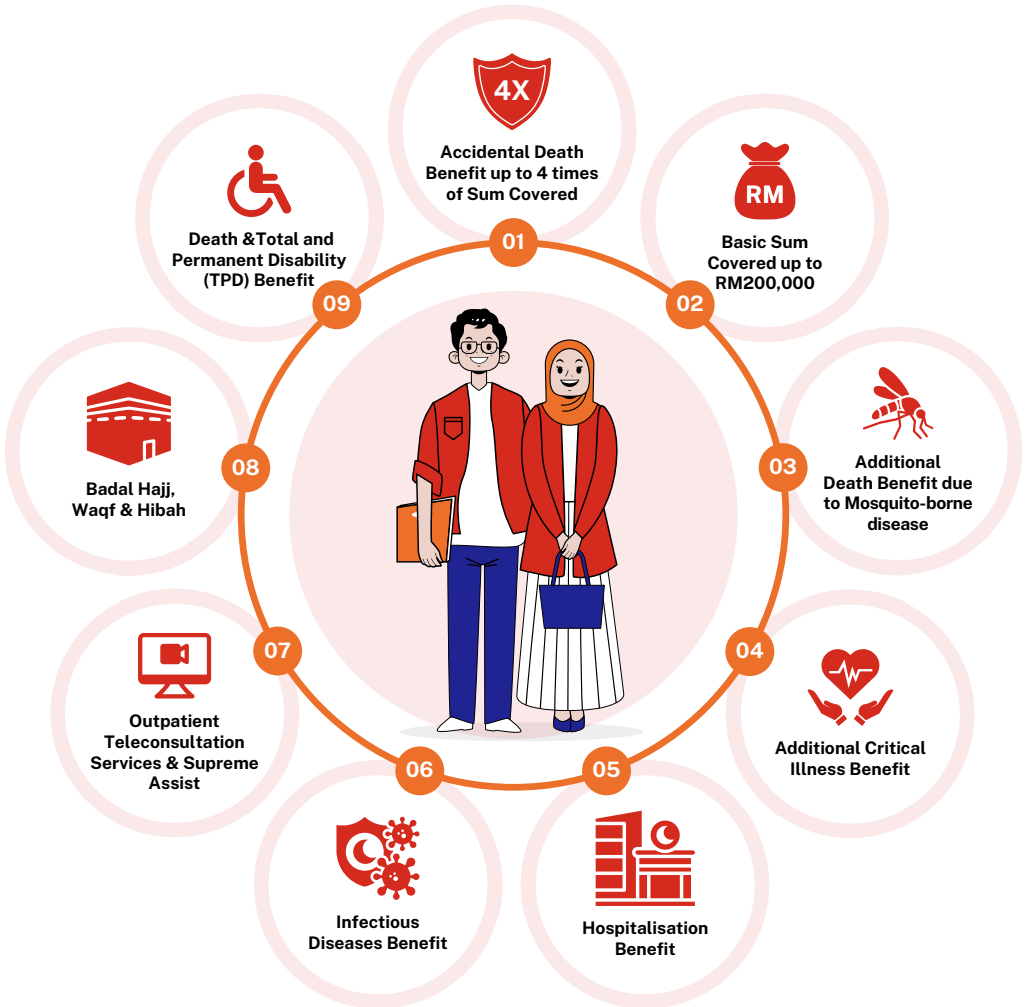 4X
Accidental Death
Benefit up to 4 times
of Sum Covered
01
RM
Basic Sum
Covered up to
RM200,000
02
Additional
Death Benefit due
to Mosquito-borne
disease
03
04
Additional Critical
Illness Benefit
05
Hospitalisation
Benefit
06
Infectious
Diseases Benefit
07
Outpatient
Teleconsultation
Services & Supreme
Assist
08
Badal Hajj,
Waqf & Hibah
09
Death &Total and
Permanent Disability
(TPD) Benefit